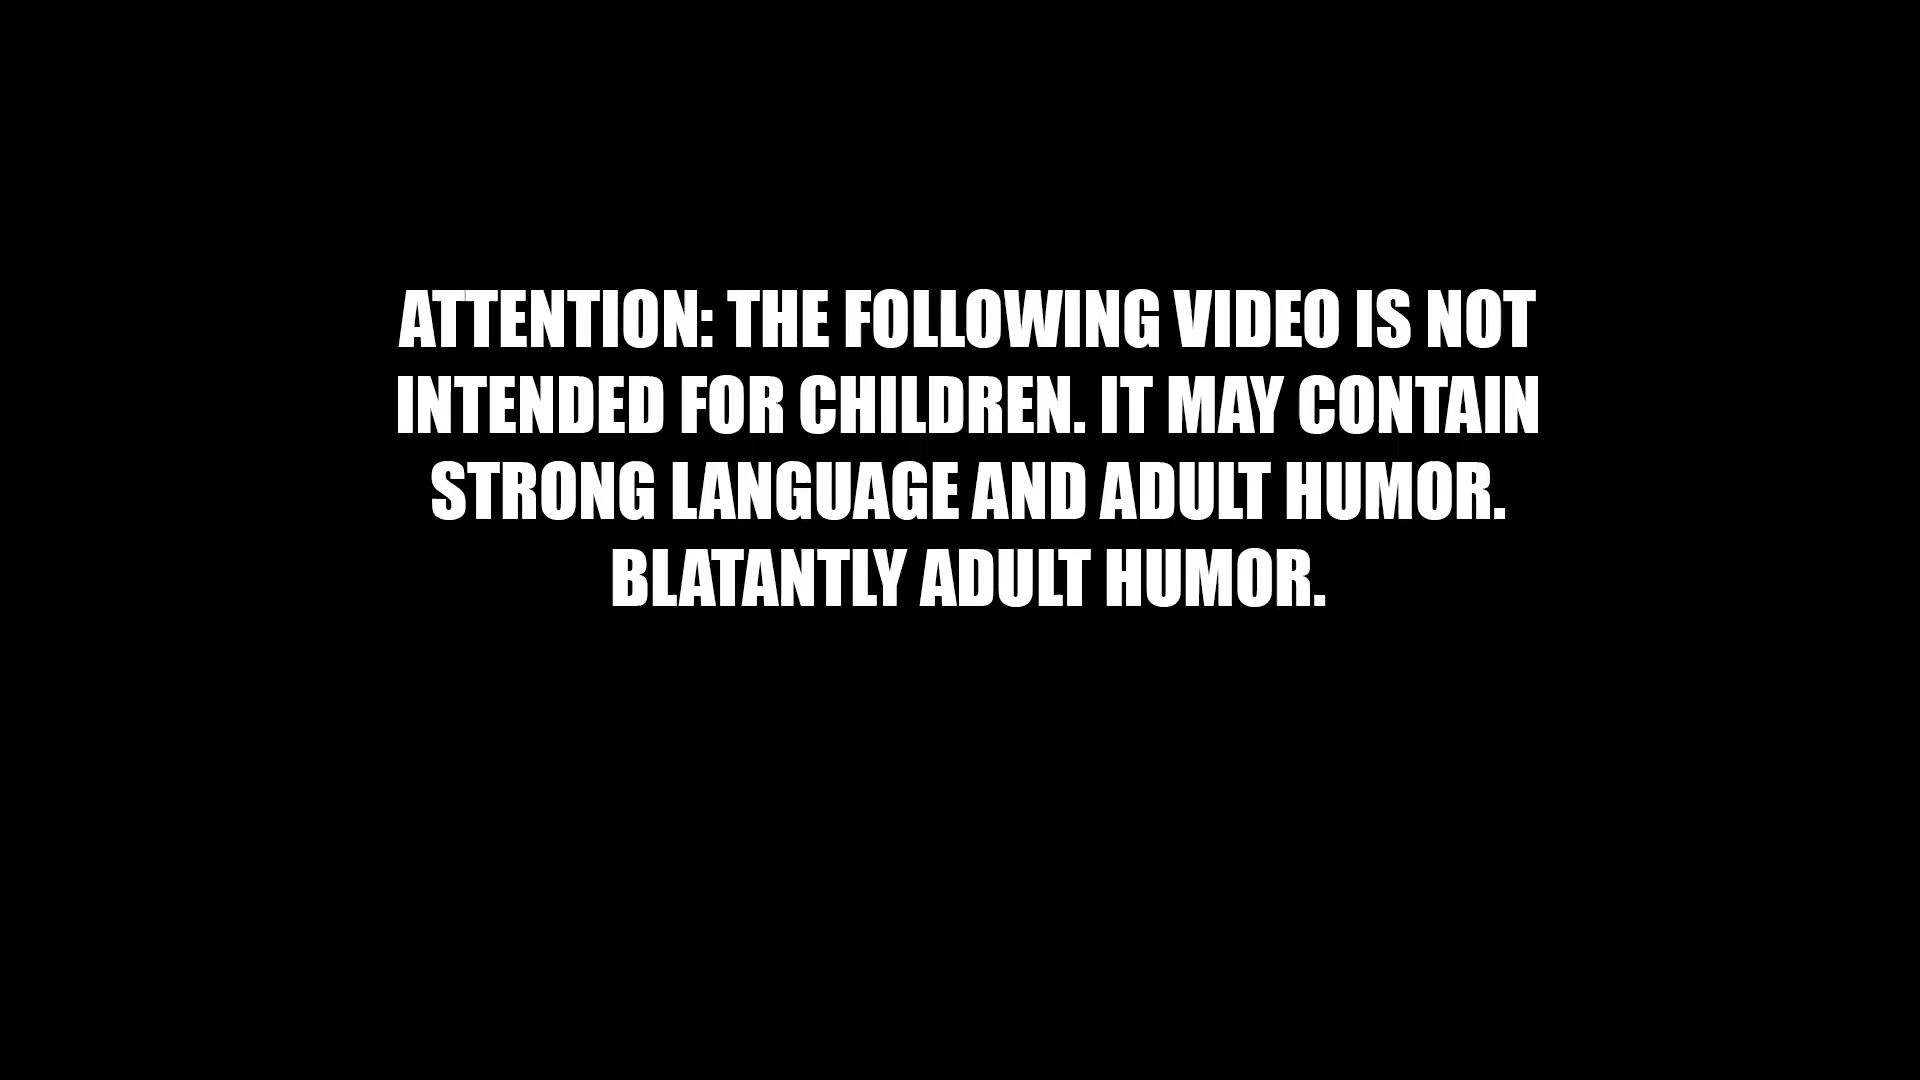 ATTENTION: THE FOLLOWING VIDEO IS NOT
INTENDED FOR CHILDREN. IT MAY CONTAIN
STRONG LANGUAGE AND ADULT HUMOR.
BLATANTLY ADULT HUMOR.